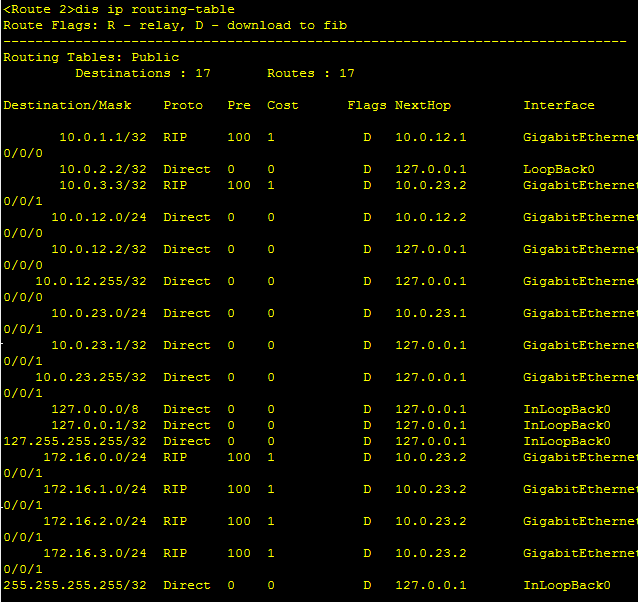 <Route 2>dis ip routing-table
Route Flags: R - relay, D - download to fib
------------------------------------------------------------------------------
Routing Tables: Public
         Destinations : 17       Routes : 17

Destination/Mask    Proto   Pre  Cost      Flags NextHop         Interface

       10.0.1.1/32  RIP     100  1           D   10.0.12.1       GigabitEthernet
0/0/0
       10.0.2.2/32  Direct  0    0           D   127.0.0.1       LoopBack0
       10.0.3.3/32  RIP     100  1           D   10.0.23.2       GigabitEthernet
0/0/1
      10.0.12.0/24  Direct  0    0           D   10.0.12.2       GigabitEthernet
0/0/0
      10.0.12.2/32  Direct  0    0           D   127.0.0.1       GigabitEthernet
0/0/0
    10.0.12.255/32  Direct  0    0           D   127.0.0.1       GigabitEthernet
0/0/0
      10.0.23.0/24  Direct  0    0           D   10.0.23.1       GigabitEthernet
0/0/1
      10.0.23.1/32  Direct  0    0           D   127.0.0.1       GigabitEthernet
0/0/1
    10.0.23.255/32  Direct  0    0           D   127.0.0.1       GigabitEthernet
0/0/1
      127.0.0.0/8   Direct  0    0           D   127.0.0.1       InLoopBack0
      127.0.0.1/32  Direct  0    0           D   127.0.0.1       InLoopBack0
127.255.255.255/32  Direct  0    0           D   127.0.0.1       InLoopBack0
     172.16.0.0/24  RIP     100  1           D   10.0.23.2       GigabitEthernet
0/0/1
     172.16.1.0/24  RIP     100  1           D   10.0.23.2       GigabitEthernet
0/0/1
     172.16.2.0/24  RIP     100  1           D   10.0.23.2       GigabitEthernet
0/0/1
     172.16.3.0/24  RIP     100  1           D   10.0.23.2       GigabitEthernet
0/0/1
255.255.255.255/32  Direct  0    0           D   127.0.0.1       InLoopBack0